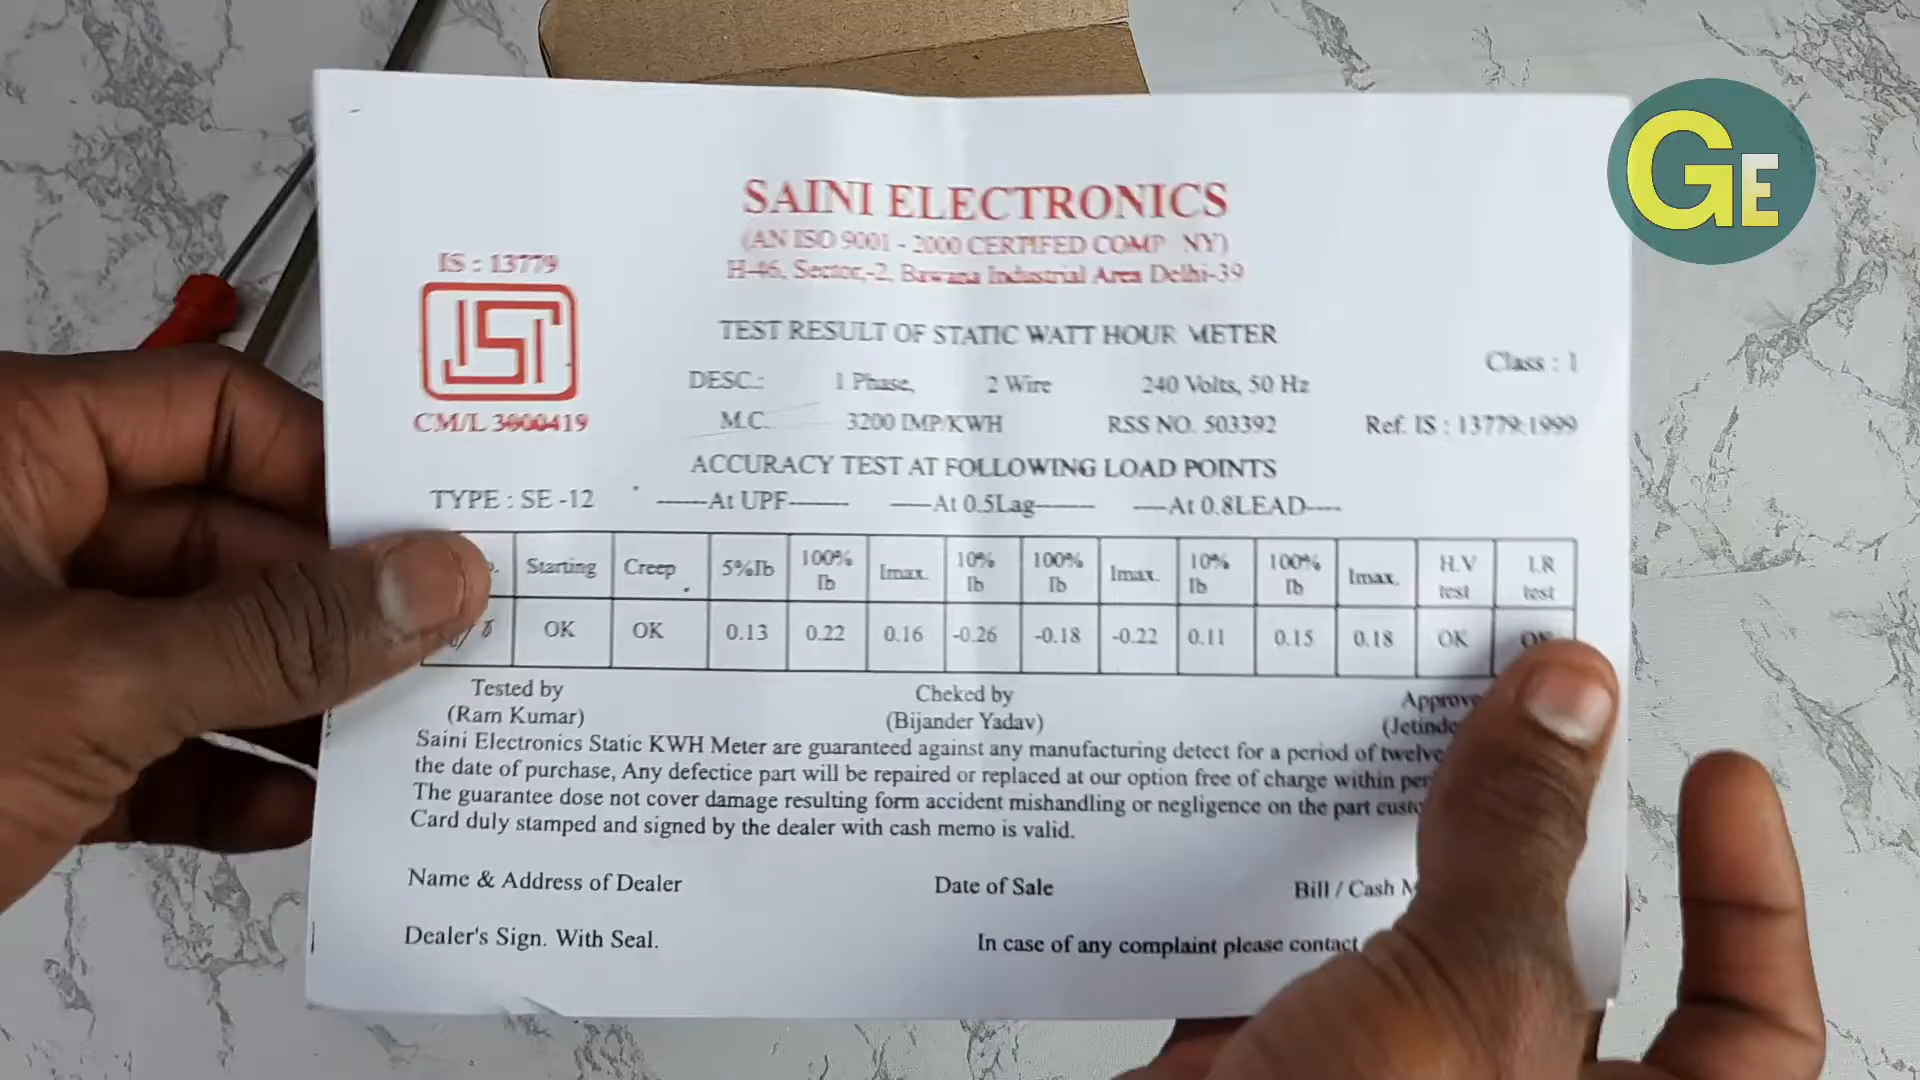 GE
SAINI ELECTRONICS
(AN ISO 9001 - 2000 CERTIFED COMP NY)
H-46, Sector,-2, Bawana Industrial Area Delhi-39
IS : 13779
ISI
CM/L 3000419
TEST RESULT OF STATIC WATT HOUR METER
Class : 1
DESC.: 1 Phase, 2 Wire 240 Volts, 50 Hz
M.C. 3200 IMP/KWH RSS NO. 503392 Ref. IS : 13779:1999
ACCURACY TEST AT FOLLOWING LOAD POINTS
TYPE : SE -12 ------At UPF------ ----At 0.5Lag------ ---At 0.8LEAD----
Starting Creep 5%Ib 100% Ib Imax. 10% Ib 100% Ib Imax. 10% Ib 100% Ib Imax. H.V test I.R test
OK OK 0.13 0.22 0.16 -0.26 -0.18 -0.22 0.11 0.15 0.18 OK
Tested by Cheked by
(Ram Kumar) (Bijander Yadav)
Saini Electronics Static KWH Meter are guaranteed against any manufacturing detect for a period of
the date of purchase, Any defectice part will be repaired or replaced at our option free of charge within
The guarantee dose not cover damage resulting form accident mishandling or negligence on the part
Card duly stamped and signed by the dealer with cash memo is valid.
Name & Address of Dealer Date of Sale Bill / Cash
Dealer's Sign. With Seal. In case of any complaint please contact